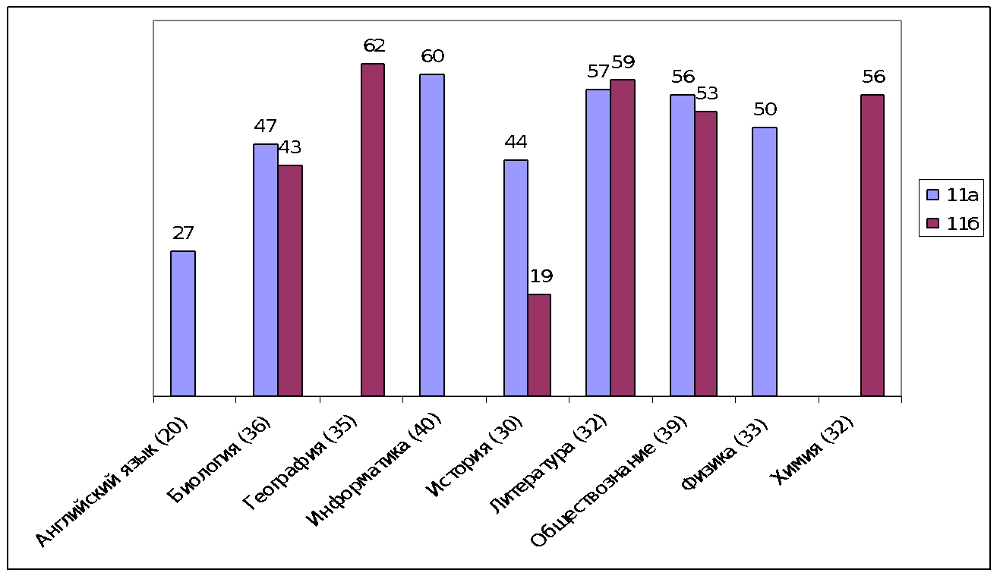 62
60
57
59
56
53
56
50
47
43
44
27
19
11а
11б
Английский язык (20)
Биология (36)
География (35)
Информатика (40)
История (30)
Литература (32)
Обществознание (39)
Физика (33)
Химия (32)